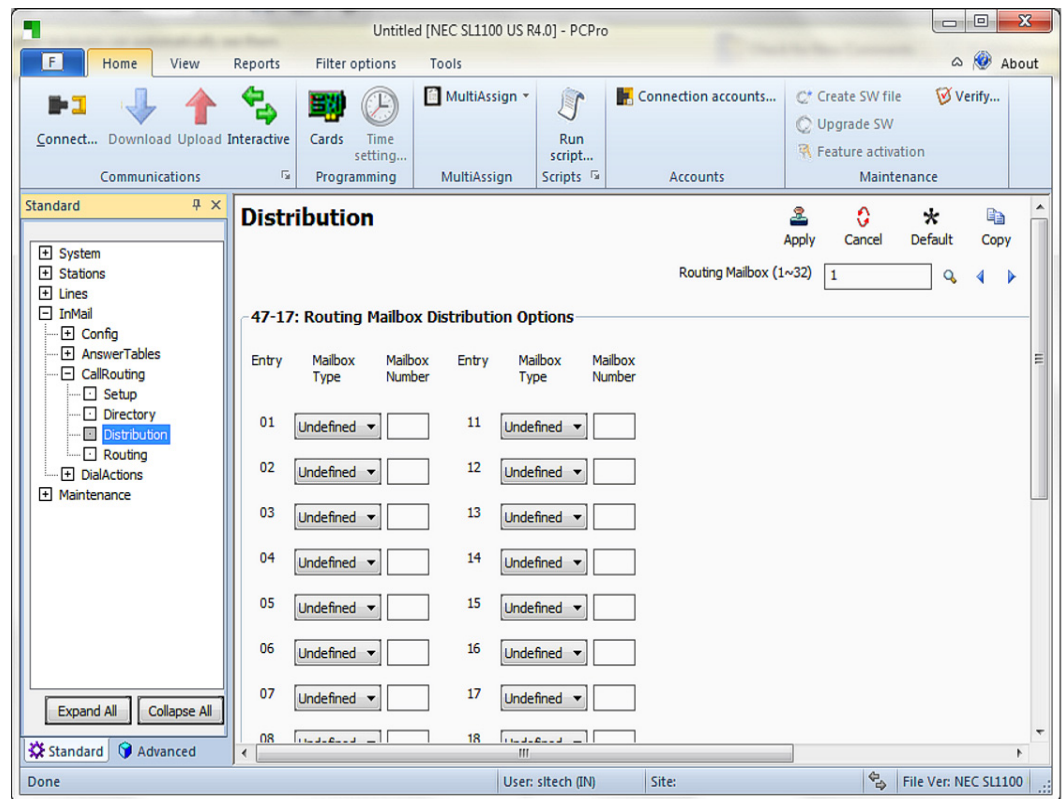 Untitled [NEC SL1100 US R4.0] - PCPro
F Home View Reports Filter options Tools About
Connect... Download Upload Interactive Cards Time setting... MultiAssign Run script... Connection accounts... Create SW file Verify...
Upgrade SW
Feature activation
Communications Programming MultiAssign Scripts Accounts Maintenance
Standard
System
Stations
Lines
InMail
Config
AnswerTables
CallRouting
Setup
Directory
Distribution
Routing
DialActions
Maintenance
Expand All Collapse All
Standard Advanced
Distribution
Apply Cancel Default Copy
Routing Mailbox (1~32) 1
47-17: Routing Mailbox Distribution Options
Entry Mailbox Type Mailbox Number Entry Mailbox Type Mailbox Number
01 Undefined 11 Undefined
02 Undefined 12 Undefined
03 Undefined 13 Undefined
04 Undefined 14 Undefined
05 Undefined 15 Undefined
06 Undefined 16 Undefined
07 Undefined 17 Undefined
08 Undefined 18 Undefined
Done User: sltech (IN) Site: File Ver: NEC SL1100